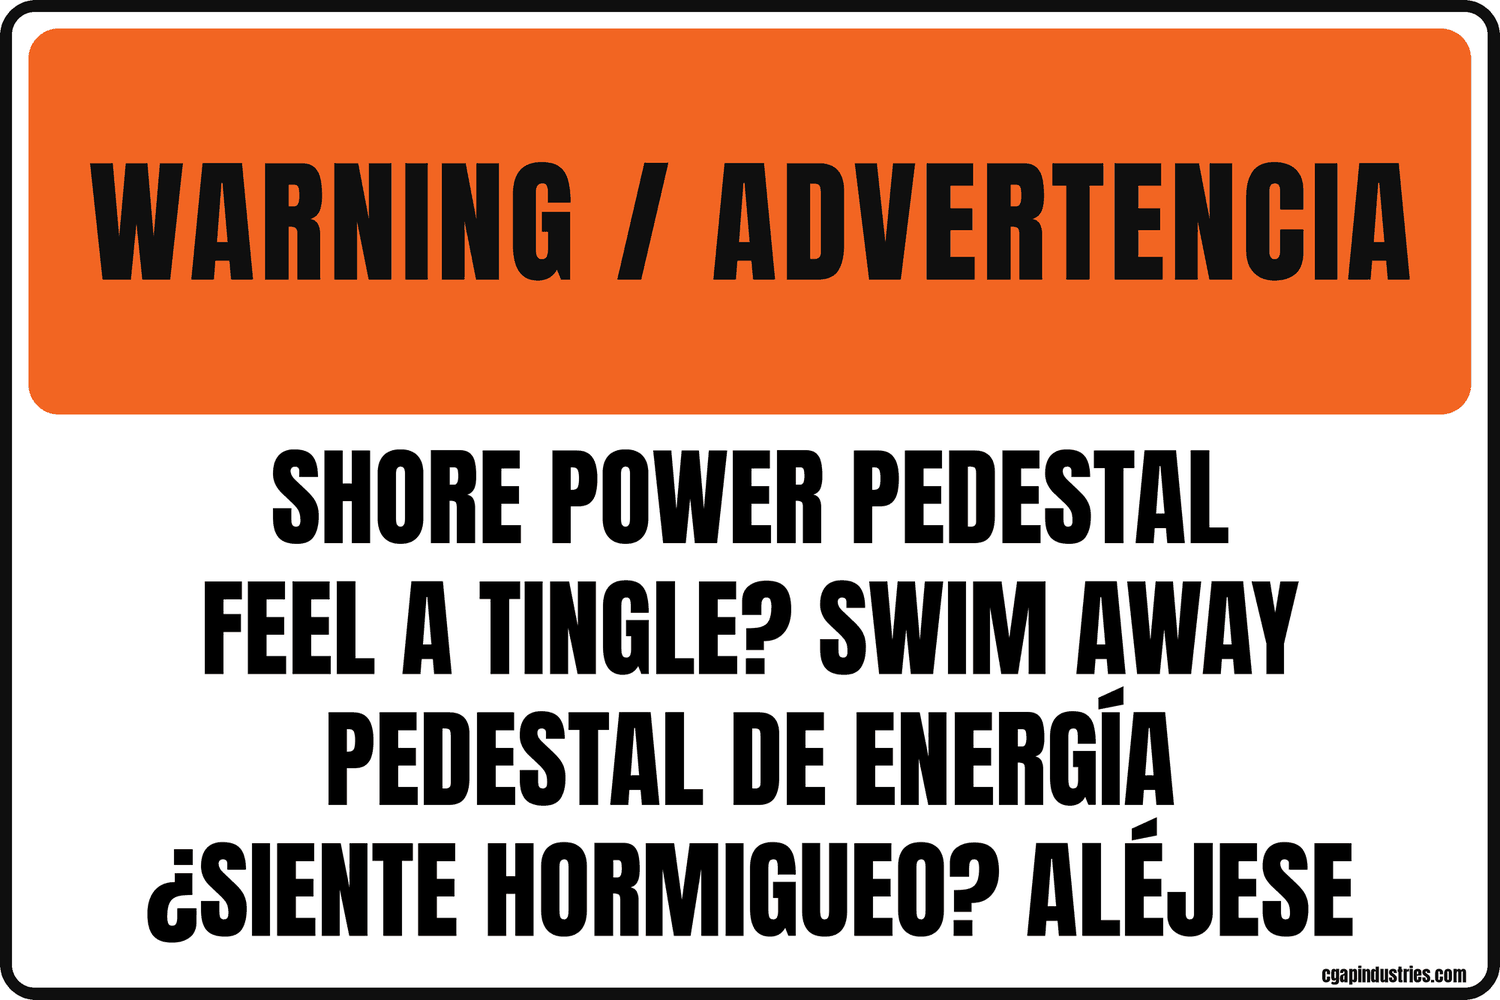 WARNING / ADVERTENCIA
SHORE POWER PEDESTAL
FEEL A TINGLE? SWIM AWAY
PEDESTAL DE ENERGÍA
¿SIENTE HORMIGUEO? ALÉJESE
cgapindustries.com